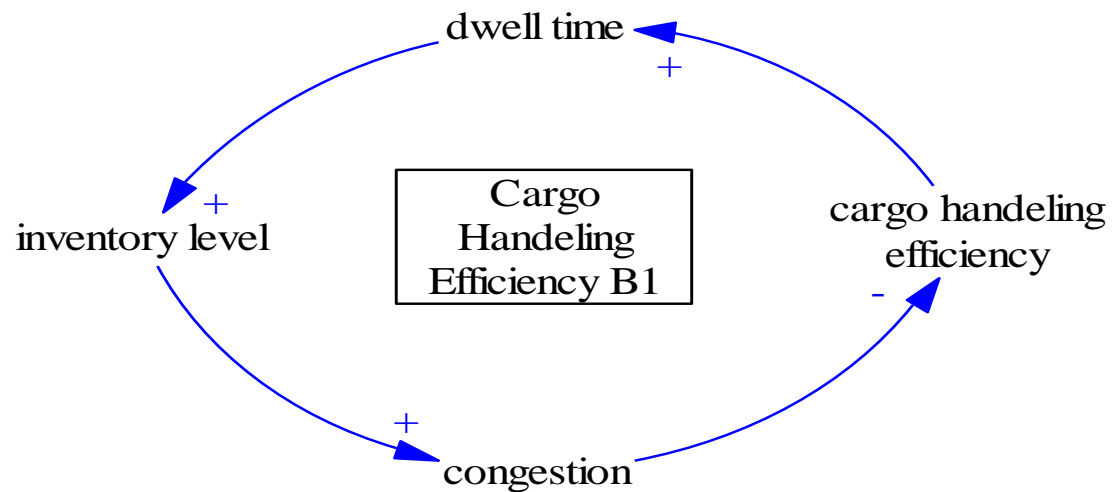 dwell time
+
+
inventory level
Cargo
Handeling
Efficiency B1
cargo handeling
efficiency
-
+
congestion